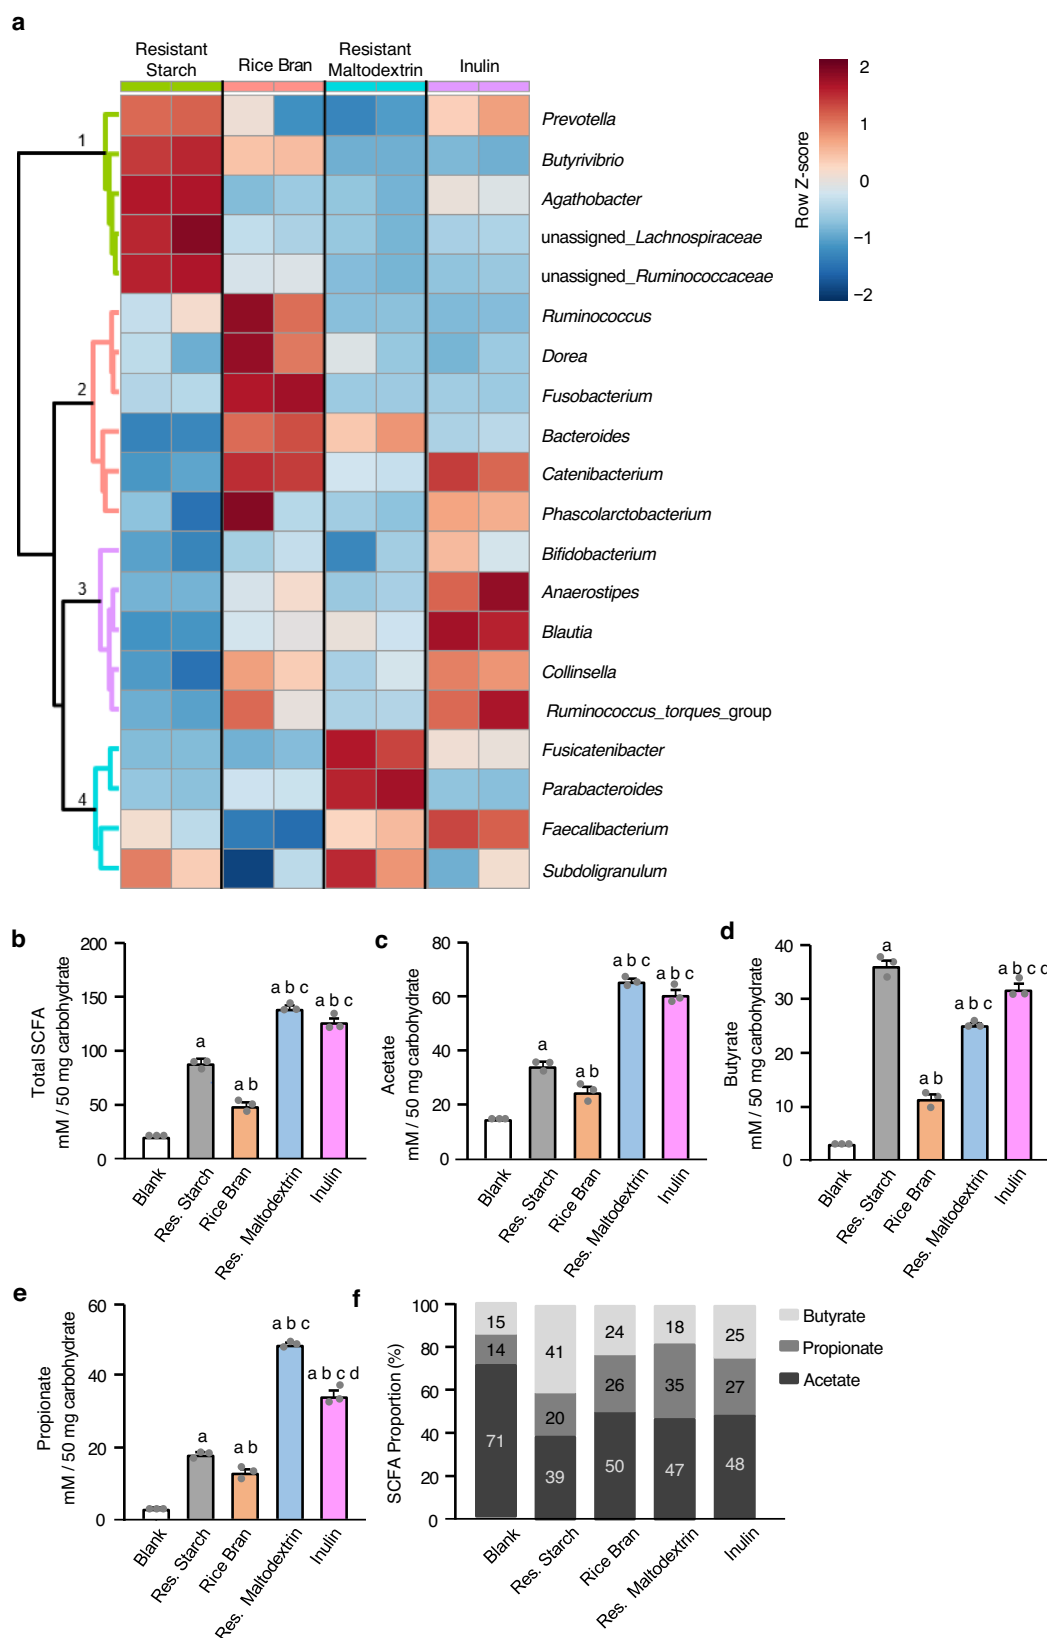 a
Resistant
Starch
Rice Bran
Resistant
Maltodextrin
Inulin
1
2
3
4
Prevotella
Butyrivibrio
Agathobacter
unassigned_Lachnospiraceae
unassigned_Ruminococcaceae
Ruminococcus
Dorea
Fusobacterium
Bacteroides
Catenibacterium
Phascolarctobacterium
Bifidobacterium
Anaerostipes
Blautia
Collinsella
Ruminococcus_torques_group
Fusicatenibacter
Parabacteroides
Faecalibacterium
Subdoligranulum
Row Z-score
2
1
0
−1
−2
b
Total SCFA
mM / 50 mg carbohydrate
200
150
100
50
0
a
a b
a b c
a b c
Blank
Res. Starch
Rice Bran
Res. Maltodextrin
Inulin
c
Acetate
mM / 50 mg carbohydrate
80
60
40
20
0
a
a b
a b c
a b c
Blank
Res. Starch
Rice Bran
Res. Maltodextrin
Inulin
d
Butyrate
mM / 50 mg carbohydrate
40
30
20
10
0
a
a b
a b c
a b c d
Blank
Res. Starch
Rice Bran
Res. Maltodextrin
Inulin
e
Propionate
mM / 50 mg carbohydrate
60
40
20
0
a
a b
a b c
a b c d
Blank
Res. Starch
Rice Bran
Res. Maltodextrin
Inulin
f
SCFA Proportion (%)
100
80
60
40
20
0
15
14
71
41
20
39
24
26
50
18
35
47
25
27
48
Blank
Res. Starch
Rice Bran
Res. Maltodextrin
Inulin
Butyrate
Propionate
Acetate